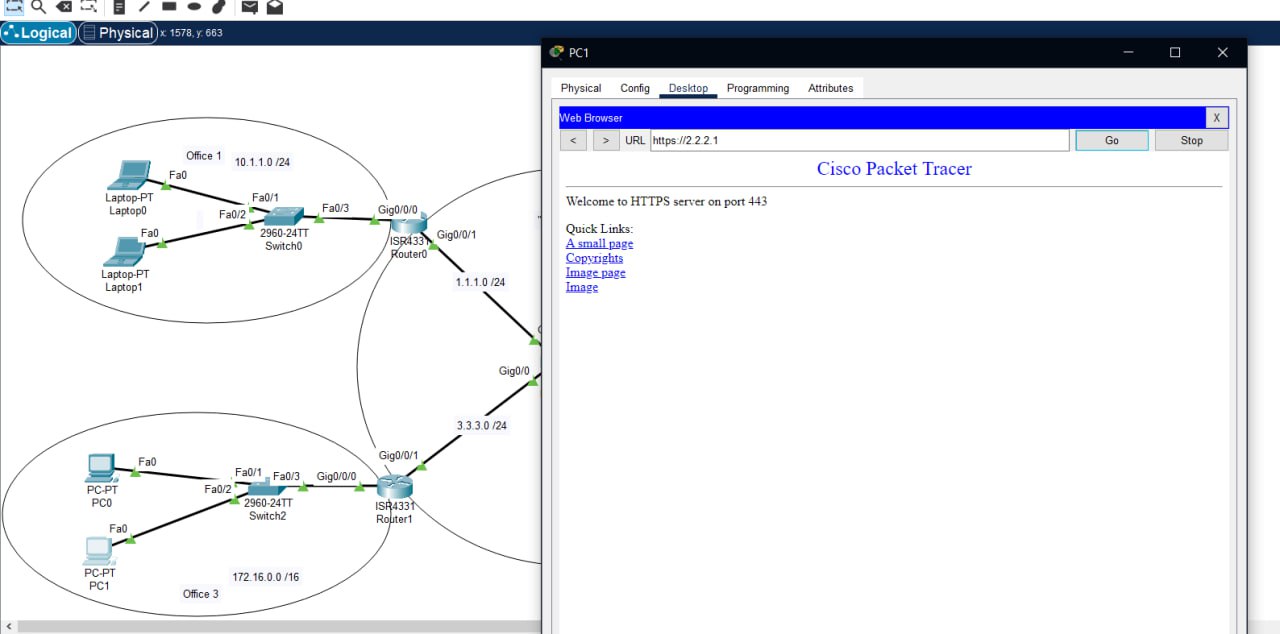 Logical
Physical
x: 1578, y: 663
Office 1
10.1.1.0 /24
Fa0
Laptop-PT
Laptop0
Fa0/1
Fa0/2
Fa0/3
2960-24TT
Switch0
Fa0
Laptop-PT
Laptop1
Gig0/0/0
ISR4331
Router0
Gig0/0/1
1.1.1.0 /24
Gig0/0
3.3.3.0 /24
Gig0/0/1
Fa0
PC-PT
PC0
Fa0/1
Fa0/2
Fa0/3
Gig0/0/0
2960-24TT
Switch2
ISR4331
Router1
Fa0
PC-PT
PC1
172.16.0.0 /16
Office 3
PC1
Physical
Config
Desktop
Programming
Attributes
Web Browser
X
<
>
URL
https://2.2.2.1
Go
Stop
Cisco Packet Tracer
Welcome to HTTPS server on port 443
Quick Links:
A small page
Copyrights
Image page
Image